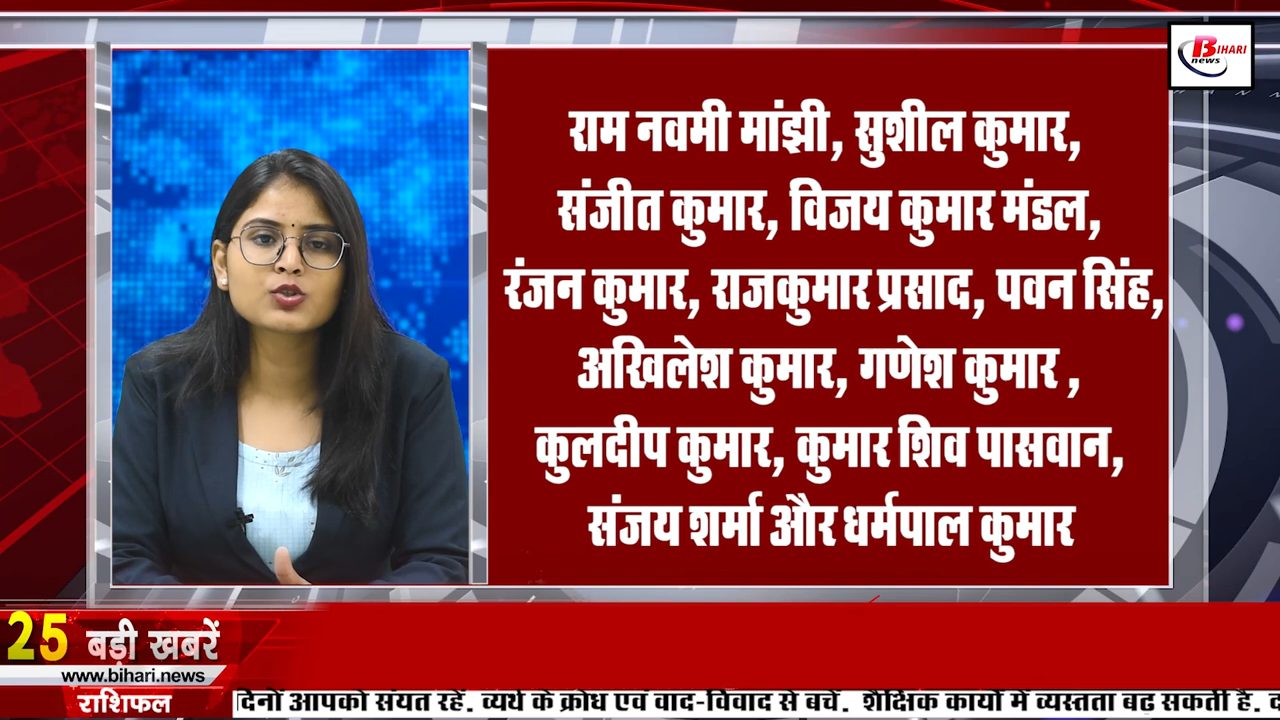 BIHARI
news
राम नवमी मांझी, सुशील कुमार,
संजीत कुमार, विजय कुमार मंडल,
रंजन कुमार, राजकुमार प्रसाद, पवन सिंह,
अखिलेश कुमार, गणेश कुमार ,
कुलदीप कुमार, कुमार शिव पासवान,
संजय शर्मा और धर्मपाल कुमार
25 बड़ी खबरें
www.bihari.news
राशिफल
दिनों आपको संयत रहें. व्यर्थ के क्रोध एवं वाद-विवाद से बचें. शैक्षिक कार्यों में व्यस्तता बढ़ सकती है.